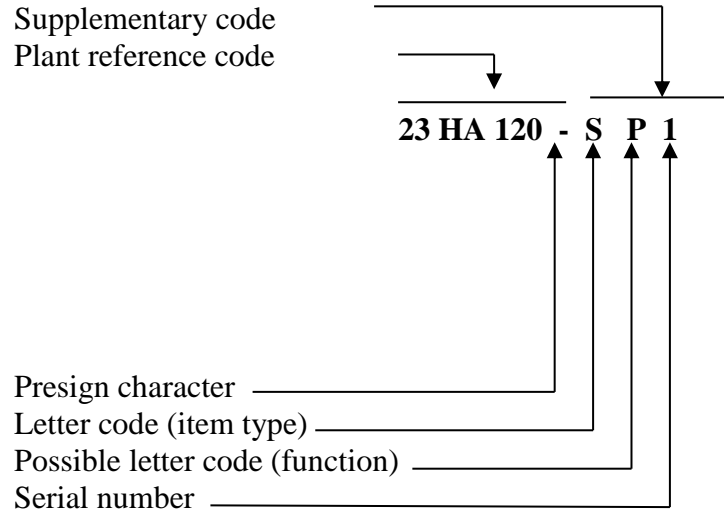 Supplementary code
Plant reference code
23 HA 120 - S P 1
Presign character
Letter code (item type)
Possible letter code (function)
Serial number